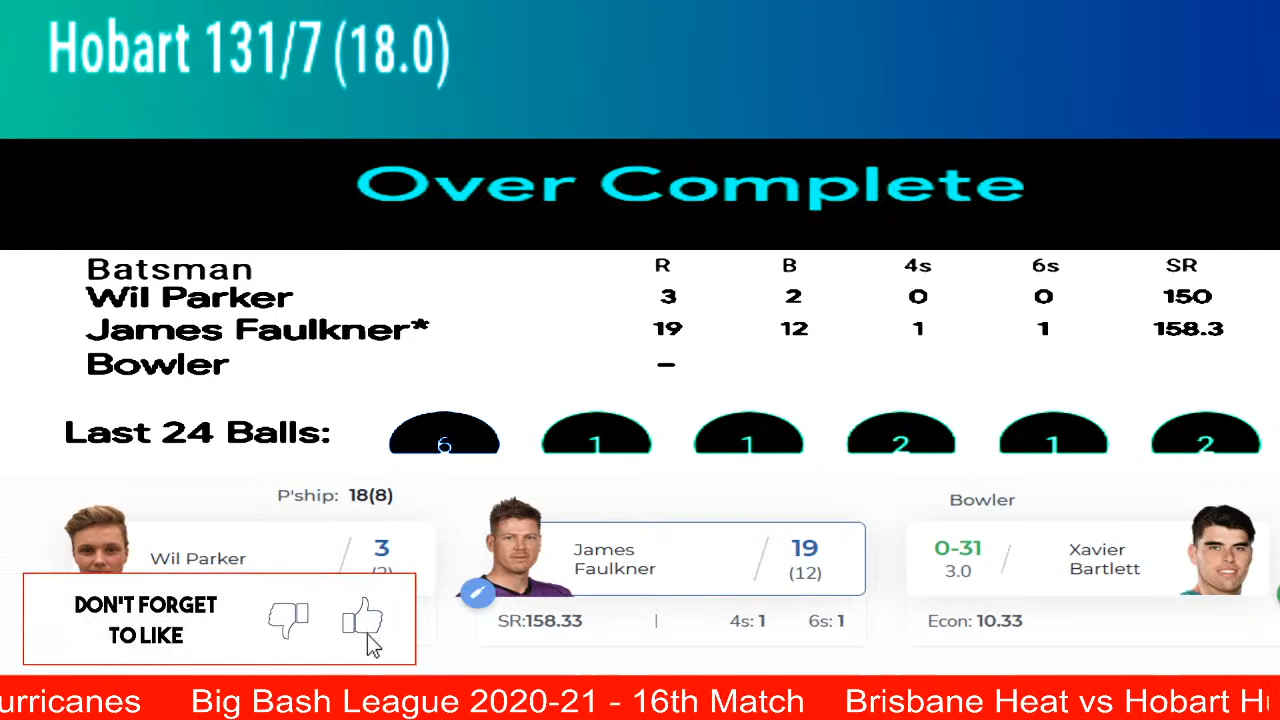 Hobart 131/7 (18.0)
Over Complete
Batsman R B 4s 6s SR
Wil Parker 3 2 0 0 150
James Faulkner* 19 12 1 1 158.3
Bowler –
Last 24 Balls: 6 1 1 2 1 2
P'ship: 18(8)
Bowler
Wil Parker 3
James Faulkner 19 (12)
0-31 3.0 Xavier Bartlett
SR:158.33 | 4s: 1 6s: 1
Econ: 10.33
DON'T FORGET
TO LIKE
urricanes Big Bash League 2020-21 - 16th Match Brisbane Heat vs Hobart Hu